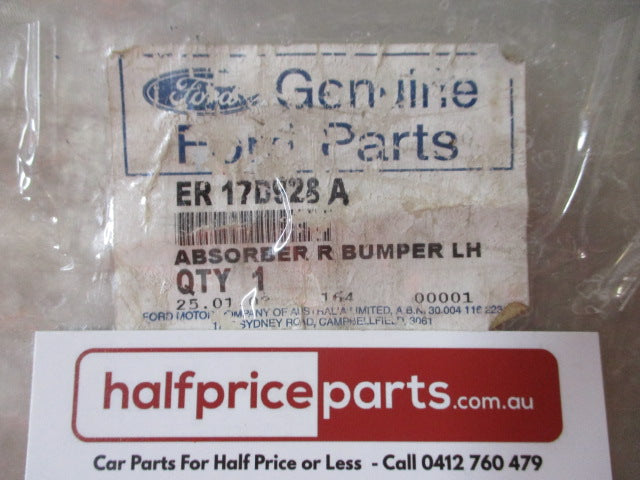 Ford Genuine
Ford Parts
ER 17D928 A
ABSORBER R BUMPER LH
QTY 1
25.01 164 00001
FORD MOTOR COMPANY OF AUSTRALIA LIMITED, A.B.N. 30 004 116 223
SYDNEY ROAD, CAMPBELLFIELD, 3061
halfpriceparts.com.au
Car Parts For Half Price or Less - Call 0412 760 479